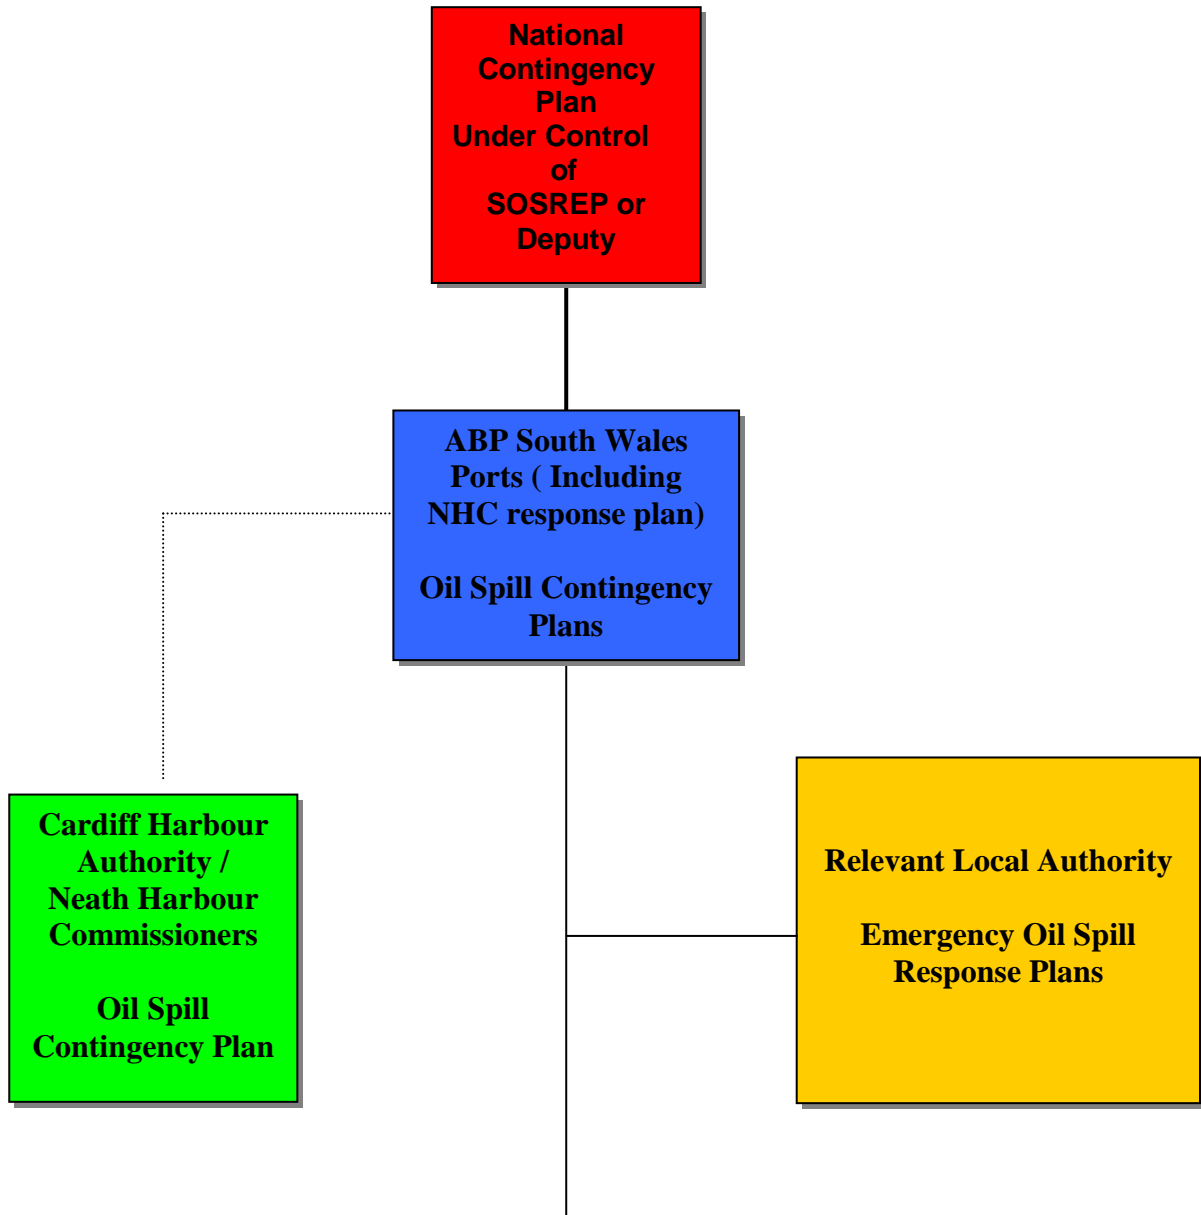 National
Contingency
Plan
Under Control
of
SOSREP or
Deputy
ABP South Wales
Ports ( Including
NHC response plan)
Oil Spill Contingency
Plans
Cardiff Harbour
Authority /
Neath Harbour
Commissioners
Oil Spill
Contingency Plan
Relevant Local Authority
Emergency Oil Spill
Response Plans